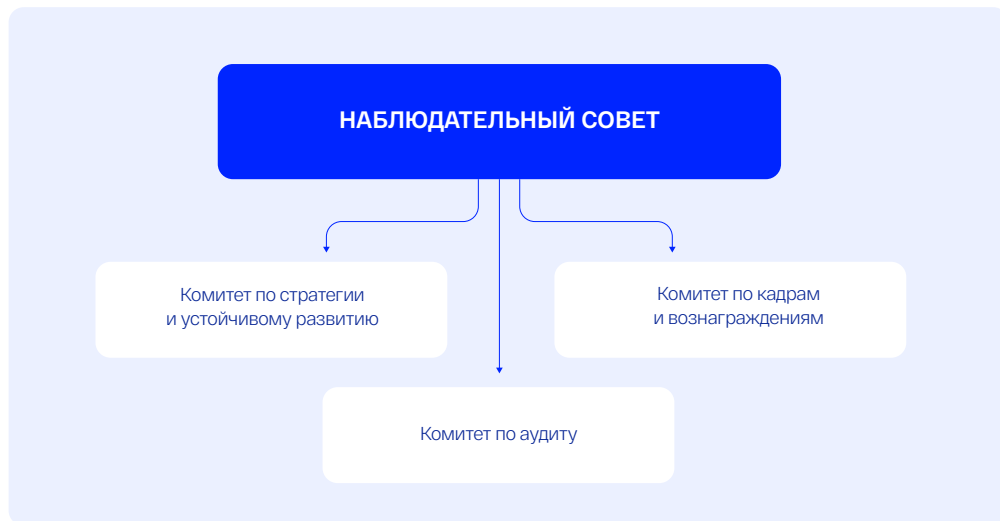 НАБЛЮДАТЕЛЬНЫЙ СОВЕТ
Комитет по стратегии
и устойчивому развитию
Комитет по кадрам
и вознаграждениям
Комитет по аудиту